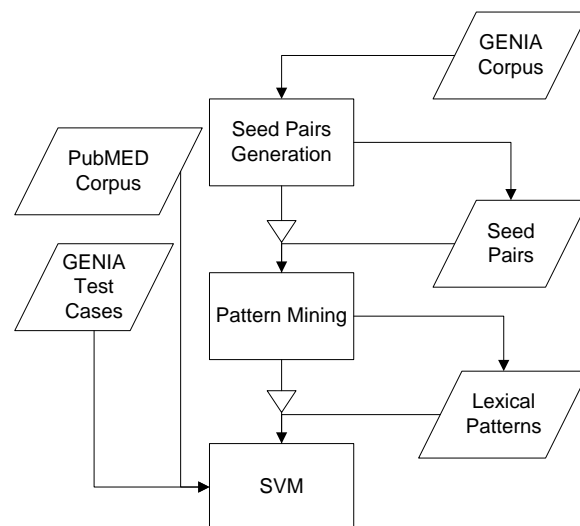 GENIA
Corpus
Seed Pairs
Generation
PubMED
Corpus
Seed
Pairs
GENIA
Test
Cases
Pattern Mining
Lexical
Patterns
SVM